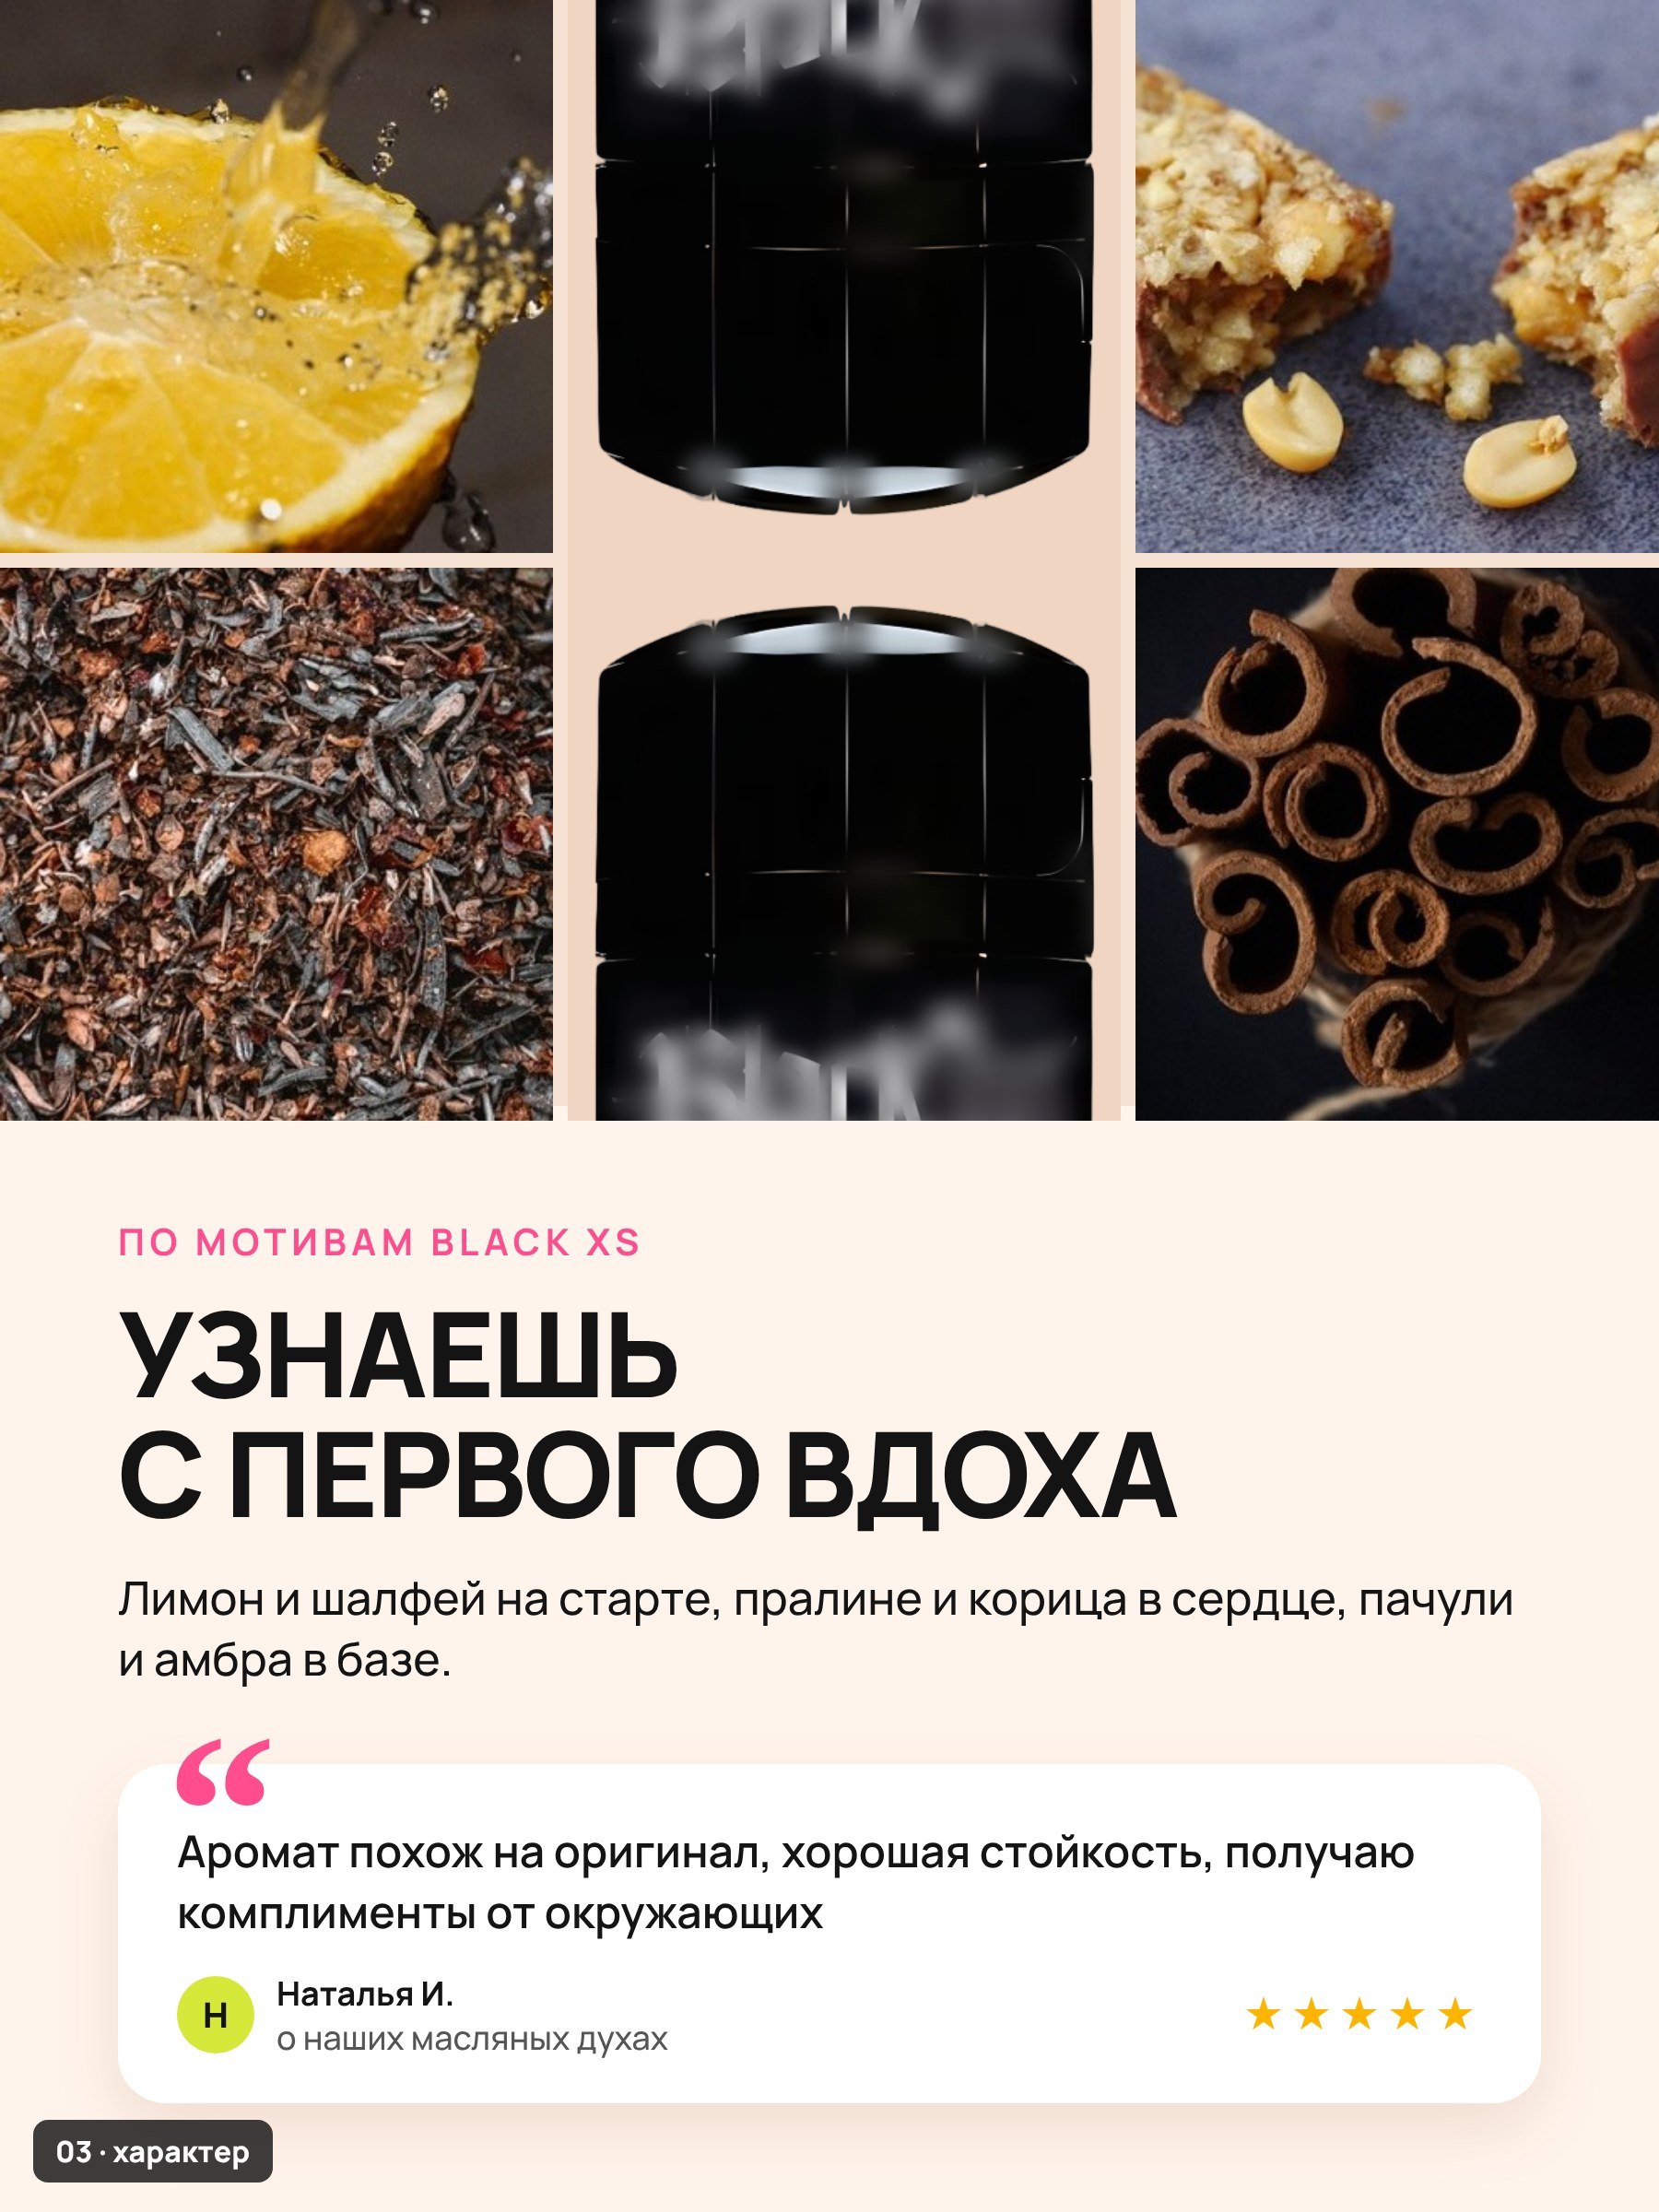 ПО МОТИВАМ BLACK XS
УЗНАЕШЬ
С ПЕРВОГО ВДОХА
Лимон и шалфей на старте, пралине и корица в сердце, пачули
и амбра в базе.
“
Аромат похож на оригинал, хорошая стойкость, получаю
комплименты от окружающих
Н
Наталья И.
о наших масляных духах
★★★★★
03 · характер